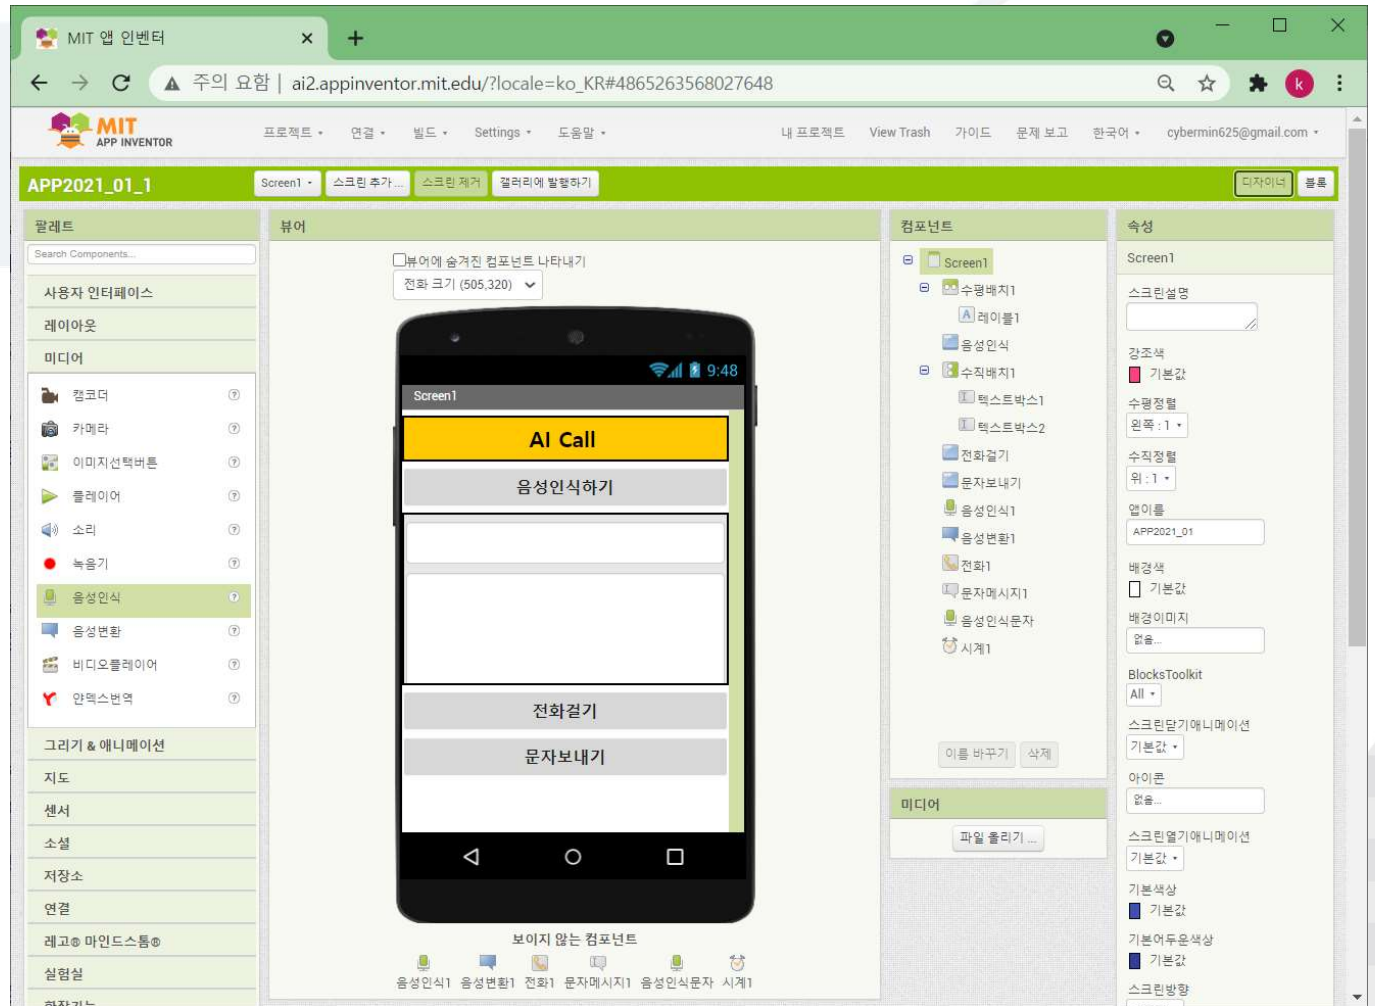 MIT 앱 인벤터
주의 요함 | ai2.appinventor.mit.edu/?locale=ko_KR#4865263568027648
k
MIT
APP INVENTOR
프로젝트 연결 빌드 Settings 도움말 내 프로젝트 View Trash 가이드 문제 보고 한국어 cybermin625@gmail.com
APP2021_01_1 Screen1 스크린 추가 ... 스크린 제거 갤러리에 발행하기 디자이너 블록
팔레트
Search Components...
사용자 인터페이스
레이아웃
미디어
캠코더
카메라
이미지선택버튼
플레이어
소리
녹음기
음성인식
음성변환
비디오플레이어
얀덱스번역
그리기 & 애니메이션
지도
센서
소셜
저장소
연결
레고® 마인드스톰®
실험실
확장기능
뷰어
뷰어에 숨겨진 컴포넌트 나타내기
전화 크기 (505,320)
9:48
Screen1
AI Call
음성인식하기
전화걸기
문자보내기
보이지 않는 컴포넌트
음성인식1 음성변환1 전화1 문자메시지1 음성인식문자 시계1
컴포넌트
Screen1
수평배치1
레이블1
음성인식
수직배치1
텍스트박스1
텍스트박스2
전화걸기
문자보내기
음성인식1
음성변환1
전화1
문자메시지1
음성인식문자
시계1
이름 바꾸기 삭제
미디어
파일 올리기 ...
속성
Screen1
스크린설명
강조색
기본값
수평정렬
왼쪽 : 1
수직정렬
위 : 1
앱이름
APP2021_01
배경색
기본값
배경이미지
없음...
BlocksToolkit
All
스크린닫기애니메이션
기본값
아이콘
없음...
스크린열기애니메이션
기본값
기본색상
기본값
기본어두운색상
기본값
스크린방향